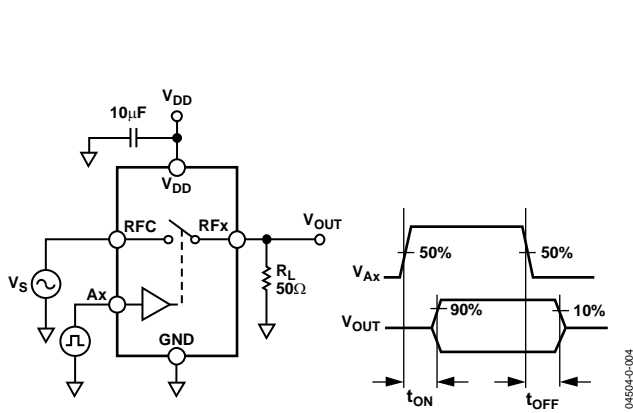 VDD
10μF
VDD
RFC
RFx
VOUT
VS
RL
50Ω
Ax
GND
VAx
50%
50%
VOUT
90%
10%
tON
tOFF
04504-0-004